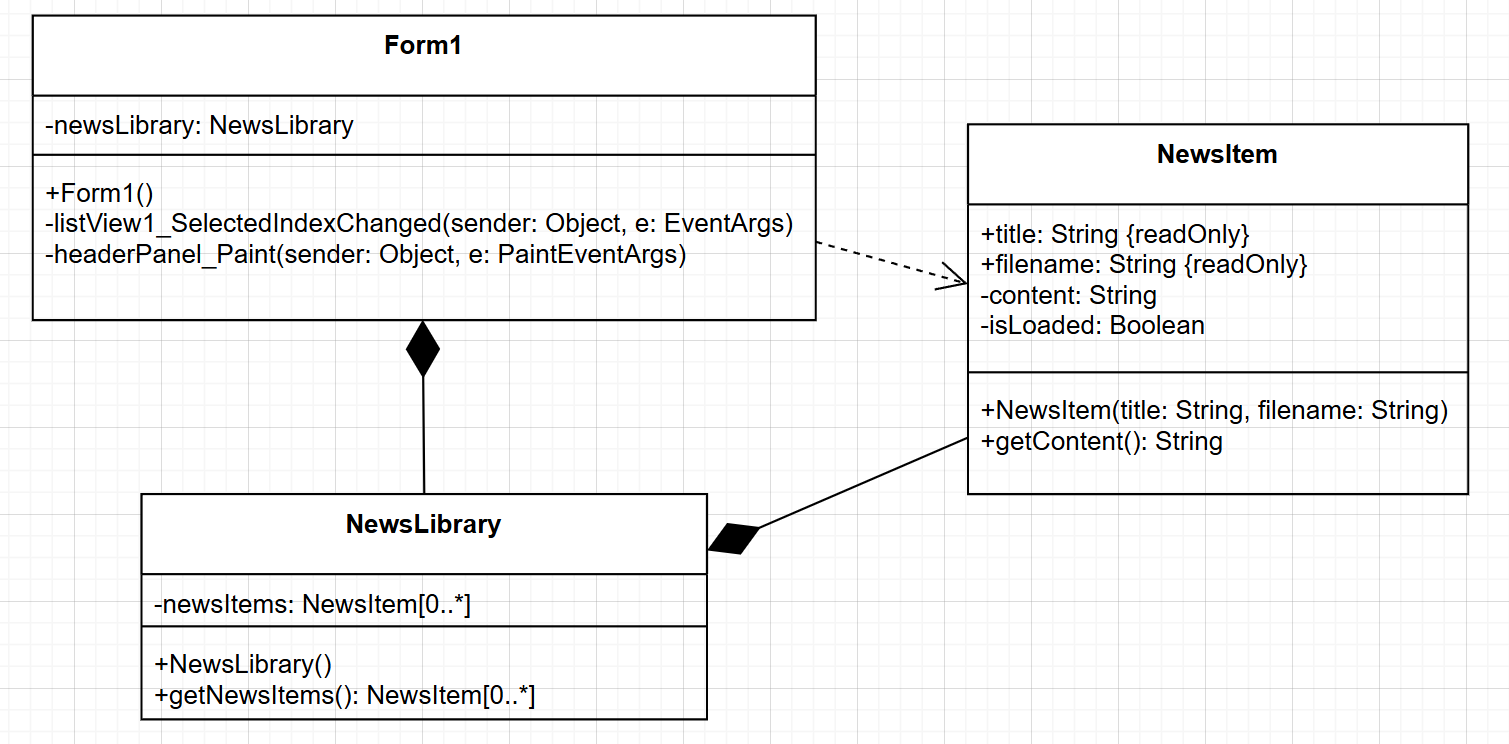 Form1
-newsLibrary: NewsLibrary
+Form1()
-listView1_SelectedIndexChanged(sender: Object, e: EventArgs)
-headerPanel_Paint(sender: Object, e: PaintEventArgs)
NewsItem
+title: String {readOnly}
+filename: String {readOnly}
-content: String
-isLoaded: Boolean
+NewsItem(title: String, filename: String)
+getContent(): String
NewsLibrary
-newsItems: NewsItem[0..*]
+NewsLibrary()
+getNewsItems(): NewsItem[0..*]